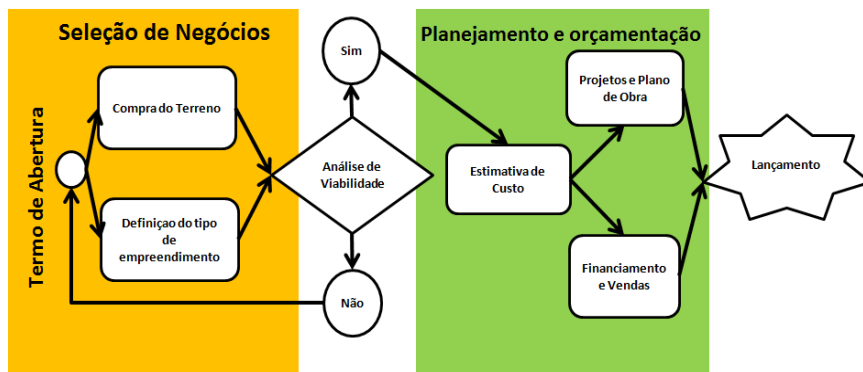 Seleção de Negócios
Termo de Abertura
Compra do Terreno
Definiçao do tipo
de
empreendimento
Sim
Análise de
Viabilidade
Não
Planejamento e orçamentação
Estimativa de
Custo
Projetos e Plano
de Obra
Financiamento
e Vendas
Lançamento